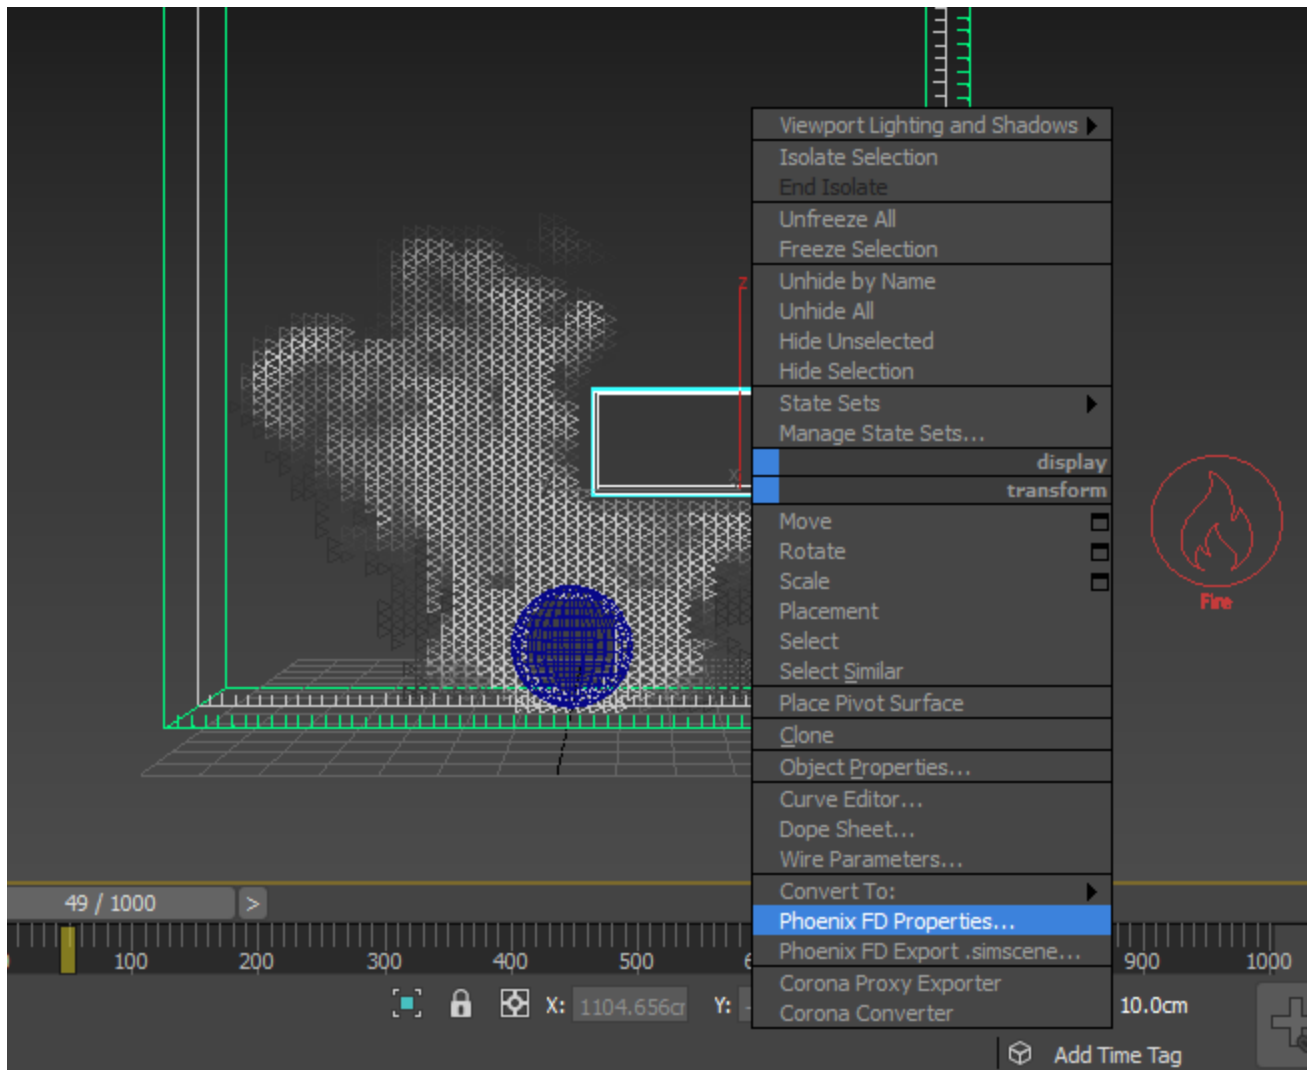 Viewport Lighting and Shadows
Isolate Selection
End Isolate
Unfreeze All
Freeze Selection
Unhide by Name
Unhide All
Hide Unselected
Hide Selection
State Sets
Manage State Sets...
display
transform
Move
Rotate
Scale
Placement
Select
Select Similar
Place Pivot Surface
Clone
Object Properties...
Curve Editor...
Dope Sheet...
Wire Parameters...
Convert To:
Phoenix FD Properties...
Phoenix FD Export .simscene...
Corona Proxy Exporter
Corona Converter
z
x
Fire
49 / 1000 >
100 200 300 400 500 900 1000
X: 1104.656cm Y: 10.0cm
Add Time Tag